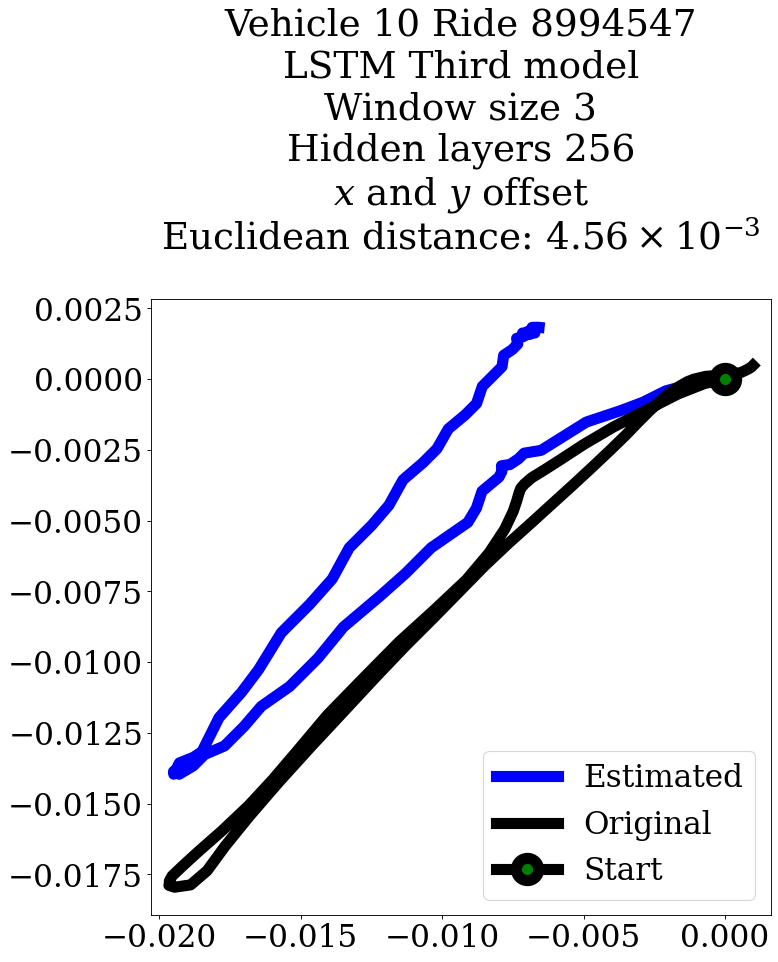 Vehicle 10 Ride 8994547
LSTM Third model
Window size 3
Hidden layers 256
x and y offset
Euclidean distance: 4.56 × 10⁻³
0.0025
0.0000
−0.0025
−0.0050
−0.0075
−0.0100
−0.0125
−0.0150
−0.0175
Estimated
Original
Start
−0.020 −0.015 −0.010 −0.005 0.000